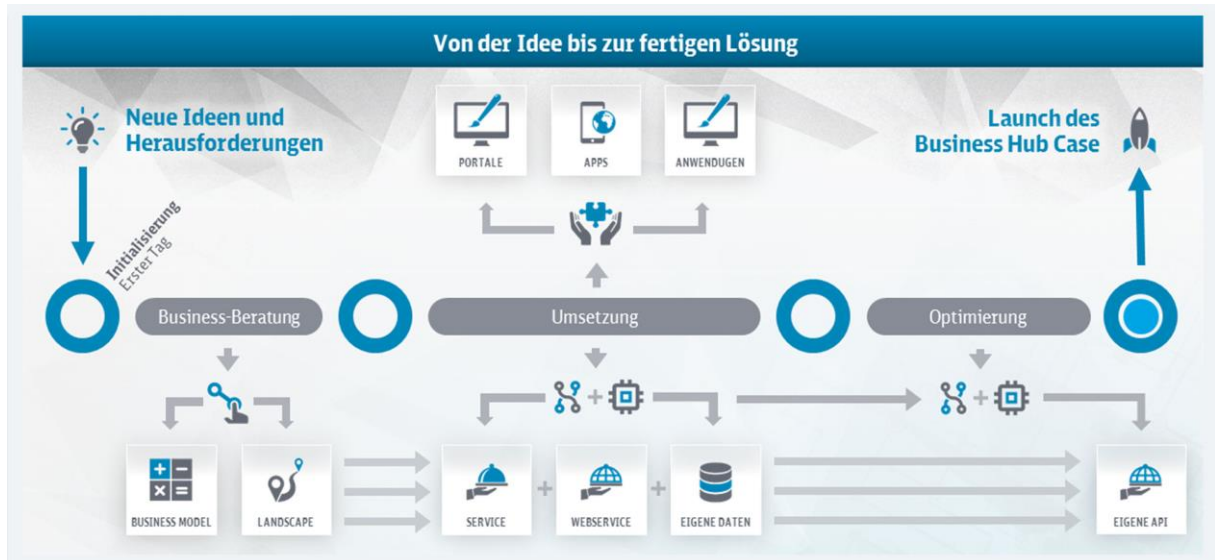 Von der Idee bis zur fertigen Lösung
Neue Ideen und
Herausforderungen
PORTALE
APPS
ANWENDUGEN
Launch des
Business Hub Case
Initialisierung
Erster Tag
Business-Beratung
Umsetzung
Optimierung
+
+
BUSINESS MODEL
LANDSCAPE
SERVICE
+
WEBSERVICE
+
EIGENE DATEN
EIGENE API